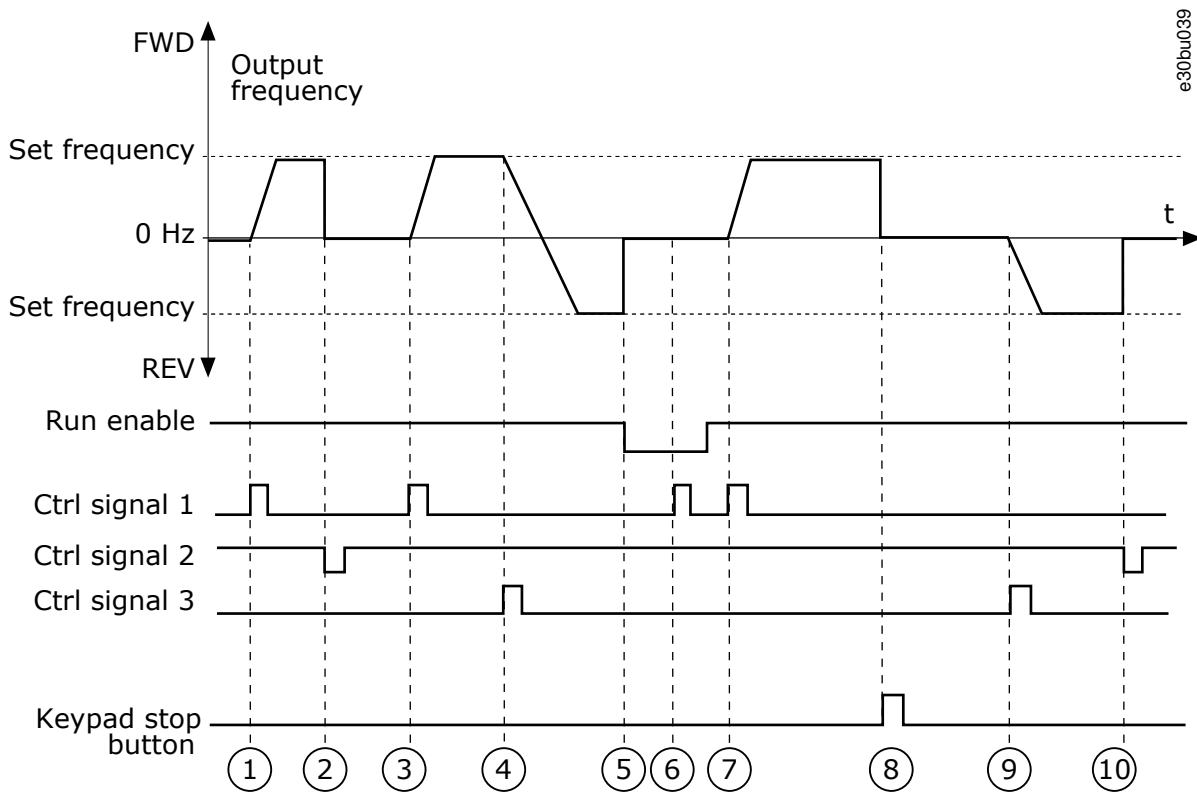 e30bu039
FWD
Output
frequency
Set frequency
0 Hz
t
Set frequency
REV
Run enable
Ctrl signal 1
Ctrl signal 2
Ctrl signal 3
Keypad stop
button
1 2 3 4 5 6 7 8 9 10